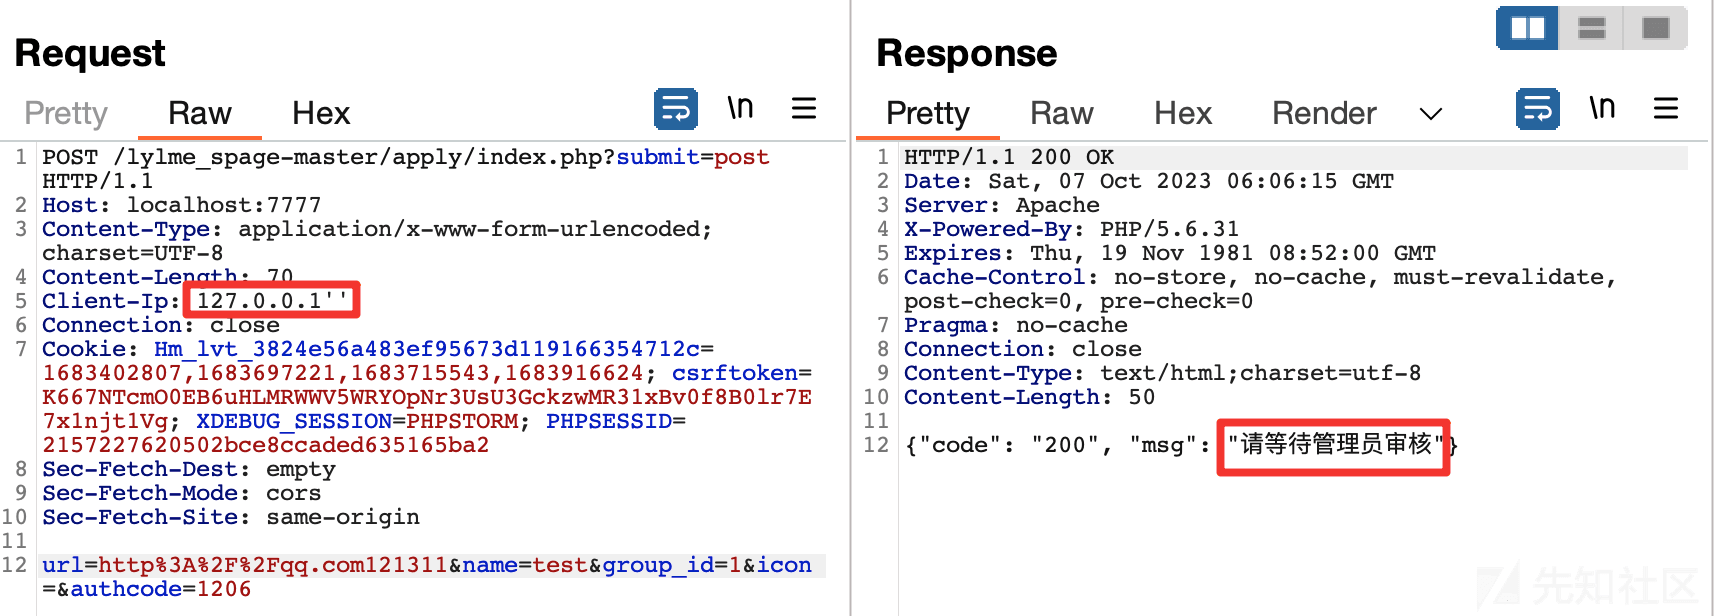 Request
Pretty Raw Hex \n
1 POST /lylme_spage-master/apply/index.php?submit=post
HTTP/1.1
2 Host: localhost:7777
3 Content-Type: application/x-www-form-urlencoded;
charset=UTF-8
4 Content-Length: 70
5 Client-Ip: 127.0.0.1''
6 Connection: close
7 Cookie: Hm_lvt_3824e56a483ef95673d119166354712c=
1683402807,1683697221,1683715543,1683916624; csrftoken=
K667NTcmO0EB6uHLMRWWV5WRYOpNr3UsU3GckzwMR31xBv0f8B0lr7E
7x1njt1Vg; XDEBUG_SESSION=PHPSTORM; PHPSESSID=
2157227620502bce8ccaded635165ba2
8 Sec-Fetch-Dest: empty
9 Sec-Fetch-Mode: cors
10 Sec-Fetch-Site: same-origin
11
12 url=http%3A%2F%2Fqq.com121311&name=test&group_id=1&icon
=&authcode=1206
Response
Pretty Raw Hex Render \n
1 HTTP/1.1 200 OK
2 Date: Sat, 07 Oct 2023 06:06:15 GMT
3 Server: Apache
4 X-Powered-By: PHP/5.6.31
5 Expires: Thu, 19 Nov 1981 08:52:00 GMT
6 Cache-Control: no-store, no-cache, must-revalidate,
post-check=0, pre-check=0
7 Pragma: no-cache
8 Connection: close
9 Content-Type: text/html;charset=utf-8
10 Content-Length: 50
11
12 {"code": "200", "msg": "请等待管理员审核"}
先知社区